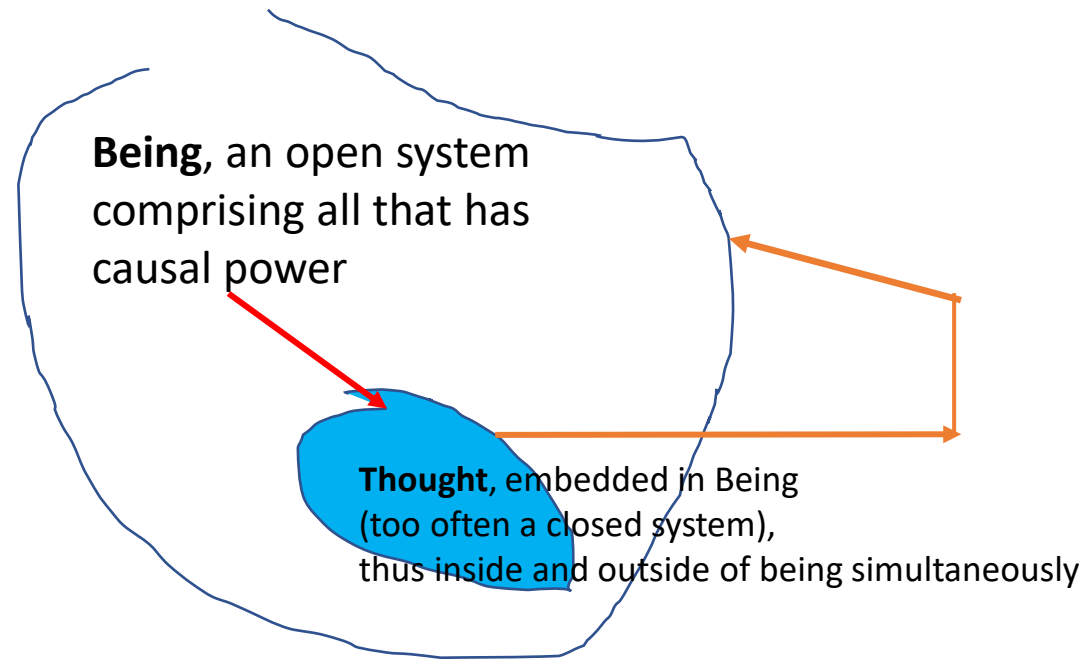 Being, an open system
comprising all that has
causal power
Thought, embedded in Being
(too often a closed system),
thus inside and outside of being simultaneously